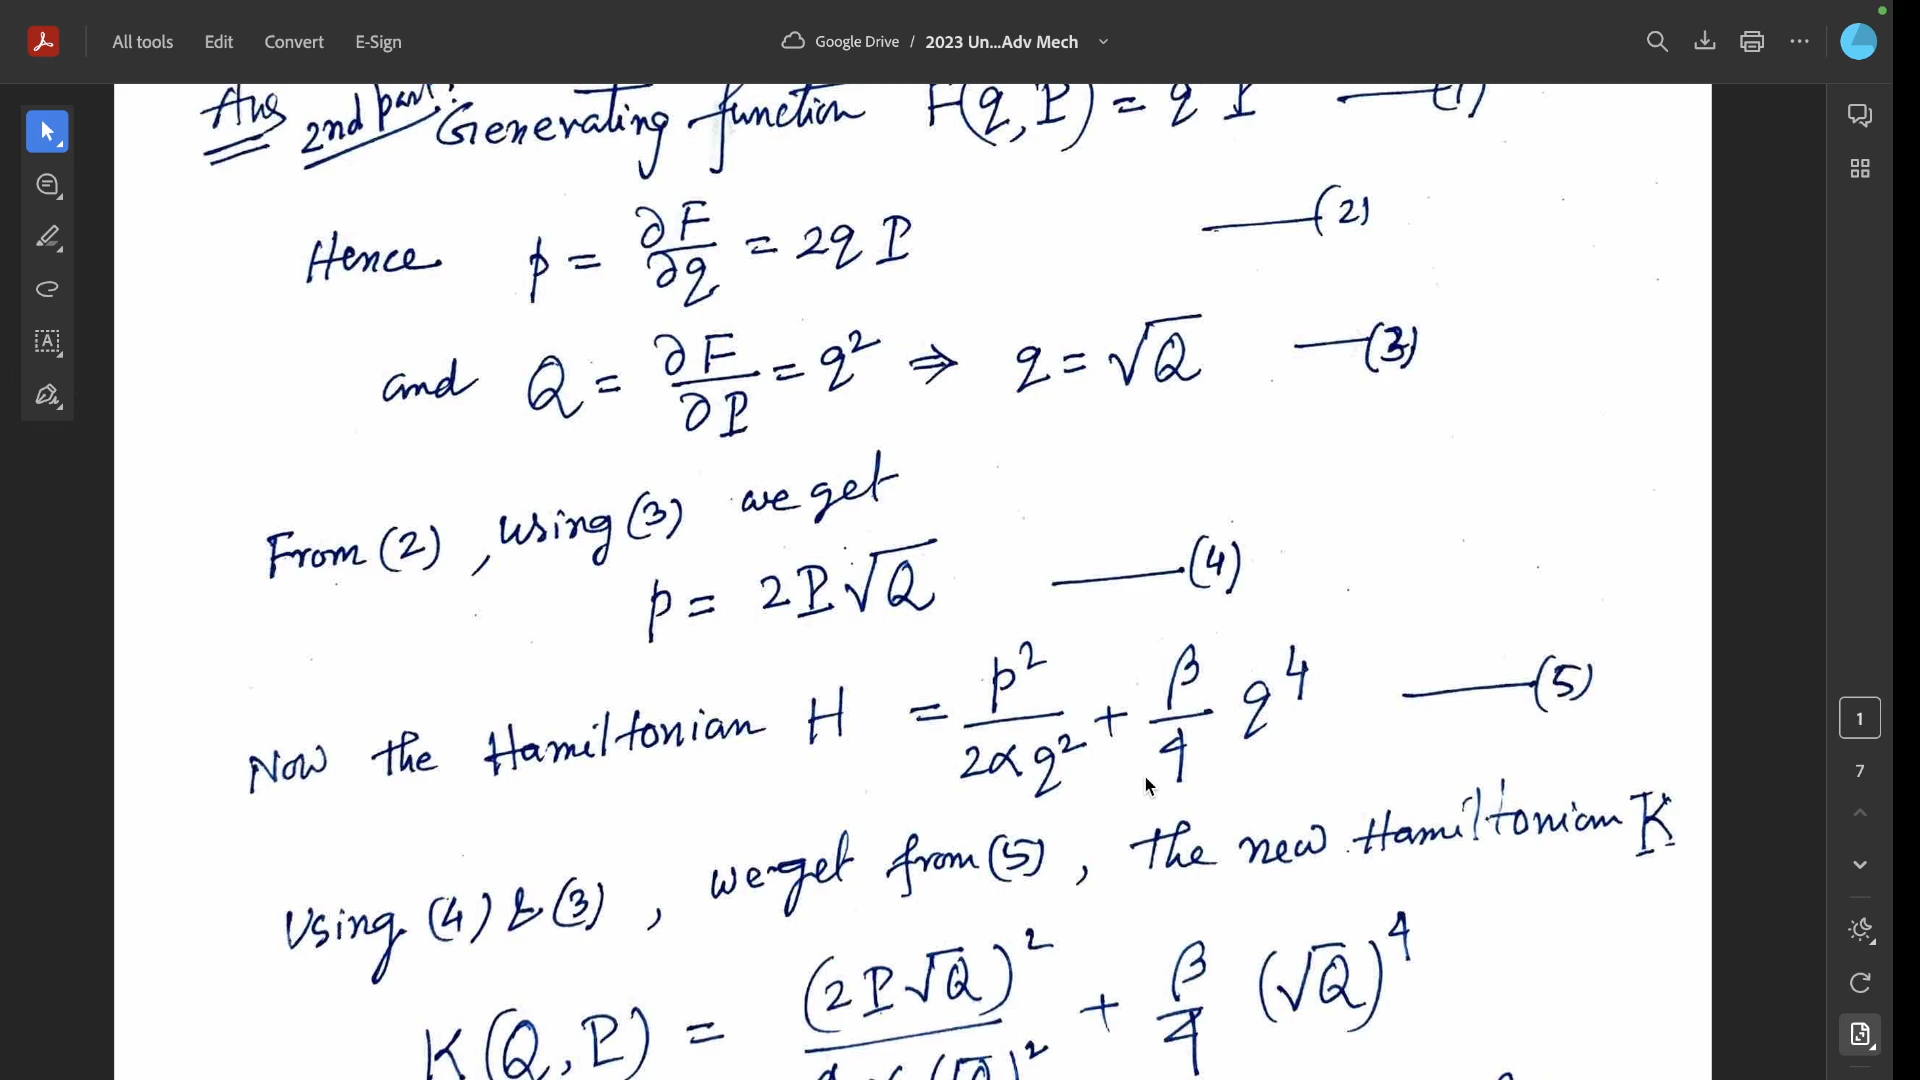 All tools Edit Convert E-Sign Google Drive / 2023 Un...Adv Mech
Ans 2nd part: Generating function F(q, P) = q P —(1)
Hence p = ∂F/∂q = 2qP —(2)
and Q = ∂F/∂P = q² ⇒ q = √Q —(3)
From (2), using (3) we get
p = 2P√Q —(4)
Now the Hamiltonian H = p²/2αq² + β/4 q⁴ —(5)
Using (4) & (3), we get from (5), the new Hamiltonian K
K(Q, P) = (2P√Q)²/ (√Q)² + β/4 (√Q)⁴
1
7